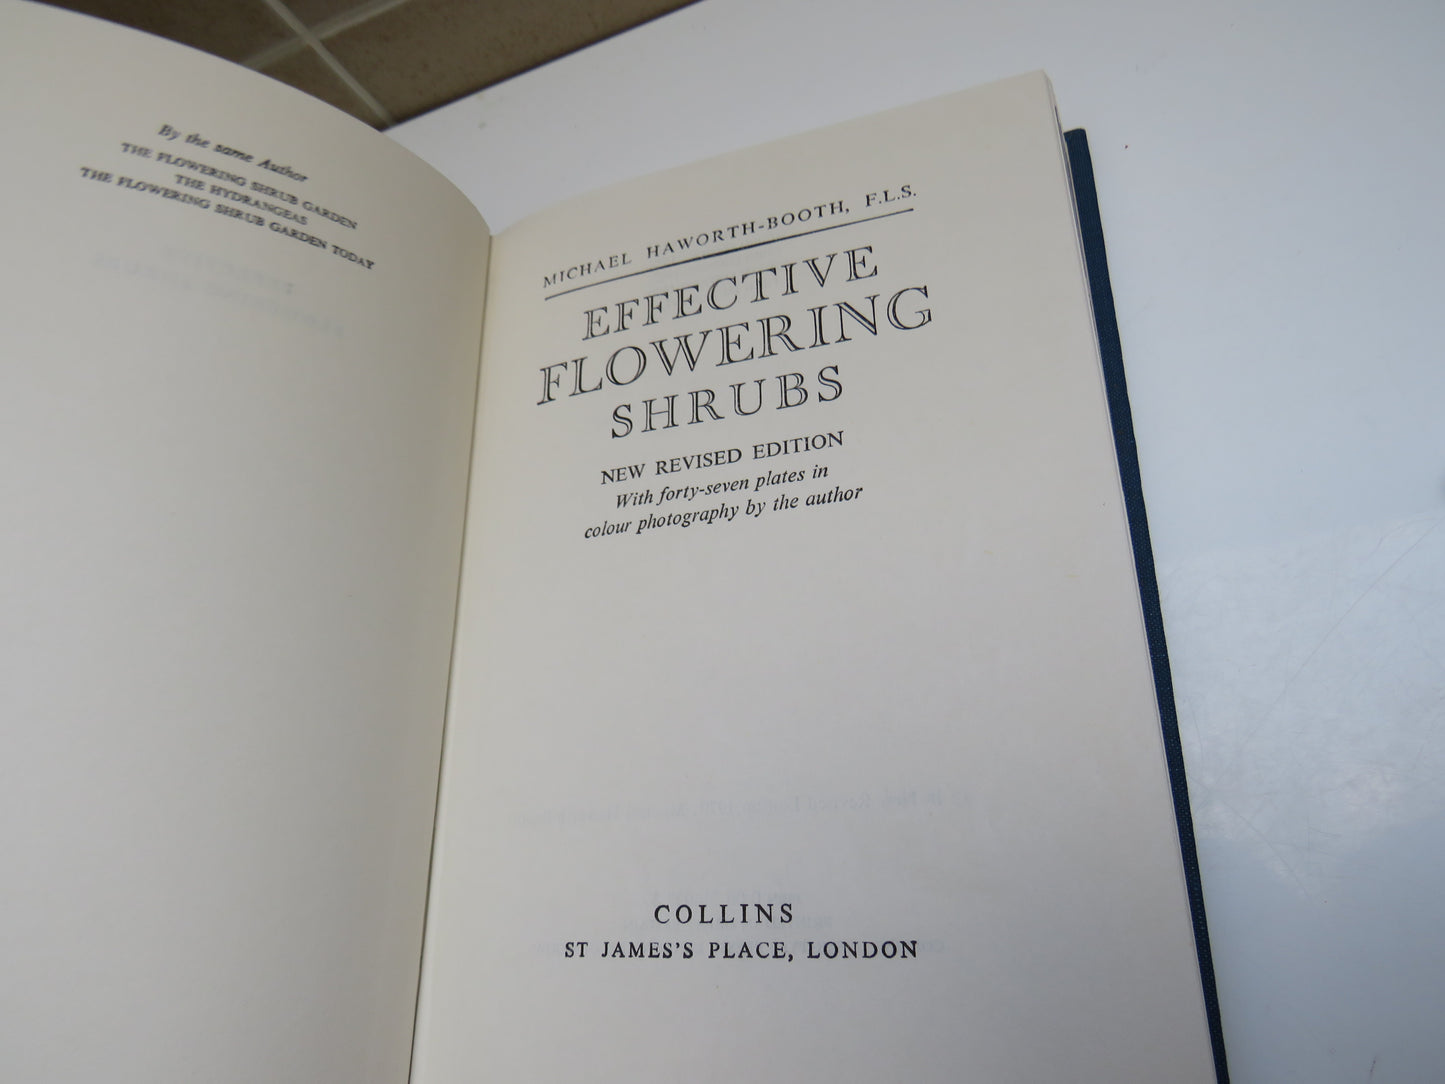 By the same Author
THE FLOWERING SHRUB GARDEN
THE HYDRANGEAS
THE FLOWERING SHRUB GARDEN TODAY
MICHAEL HAWORTH-BOOTH, F.L.S.
EFFECTIVE
FLOWERING
SHRUBS
NEW REVISED EDITION
With forty-seven plates in
colour photography by the author
COLLINS
ST JAMES'S PLACE, LONDON